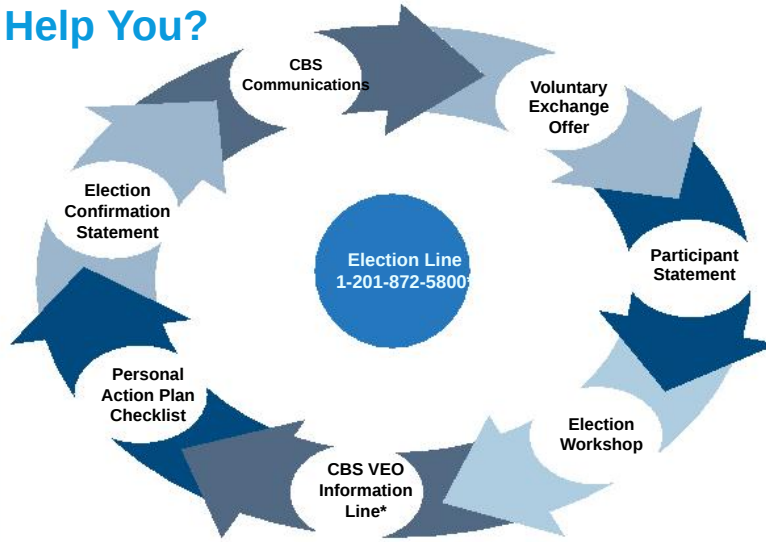 Help You?
CBS
Communications
Voluntary
Exchange
Offer
Participant
Statement
Election
Workshop
CBS VEO
Information
Line*
Personal
Action Plan
Checklist
Election
Confirmation
Statement
Election Line
1-201-872-5800*